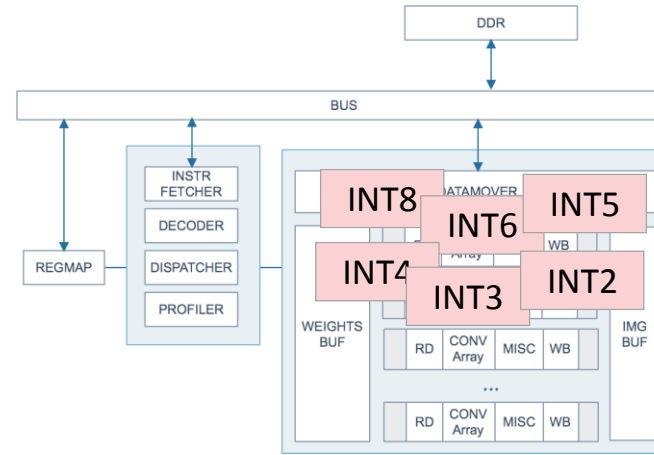 DDR
BUS
INSTR
FETCHER
DATAMOVER
INT8
INT5
INT6
DECODER
WB
Array
REGMAP
DISPATCHER
INT4
INT3
INT2
PROFILER
WEIGHTS
BUF
IMG
BUF
RD
CONV
Array
MISC
WB
...
RD
CONV
Array
MISC
WB